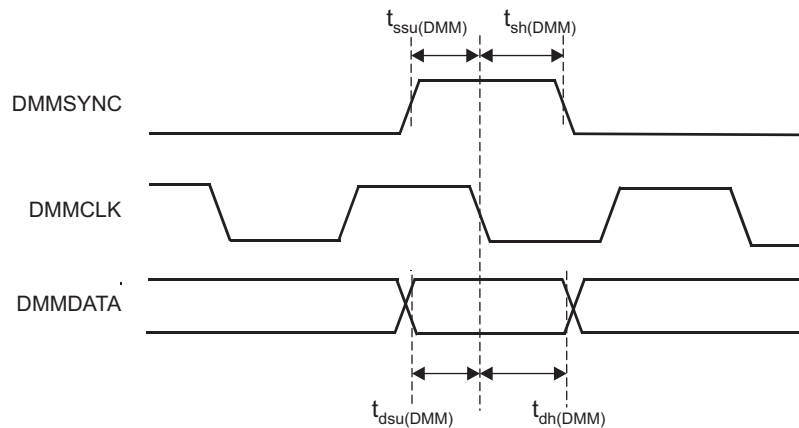 tssu(DMM) tsh(DMM)
DMMSYNC
DMMCLK
DMMDATA
tdsu(DMM) tdh(DMM)